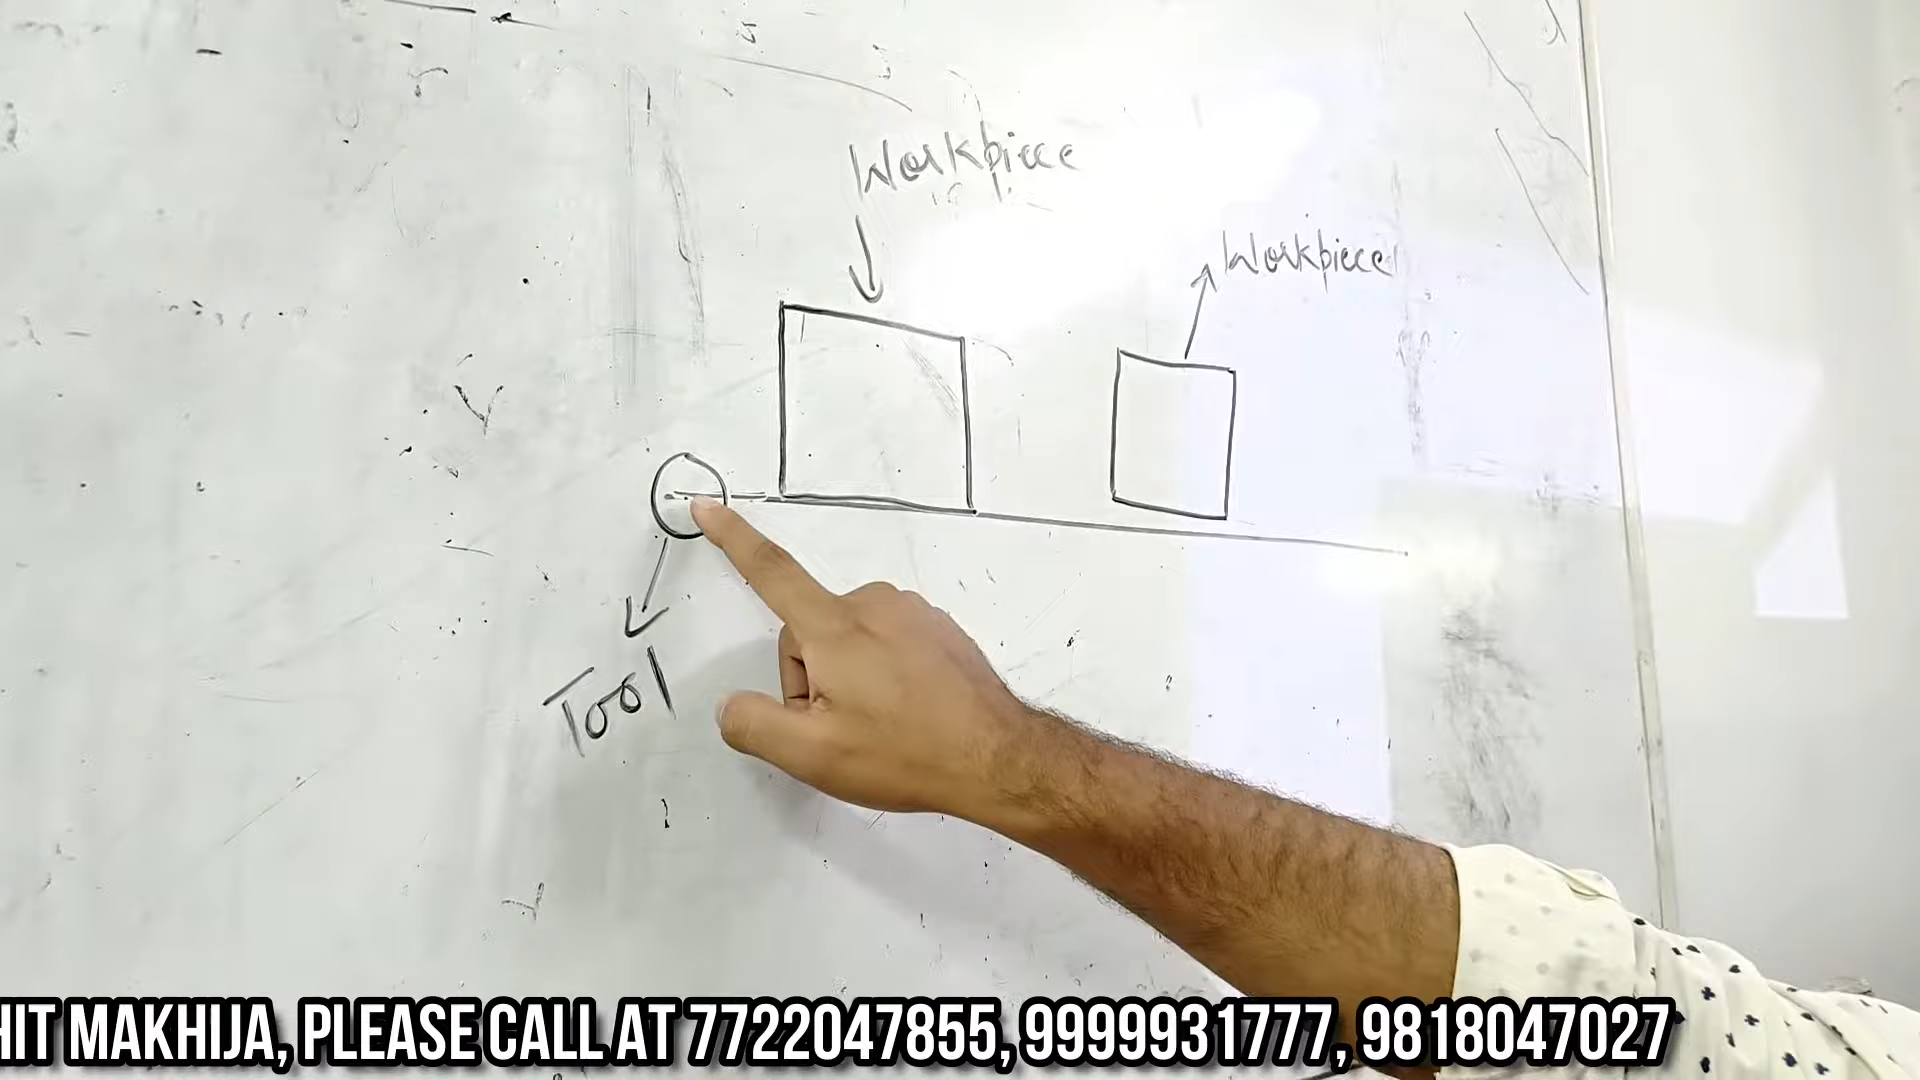 Workpiece
Workpiece
Tool
HIT MAKHIJA, PLEASE CALL AT 7722047855, 9999931777, 9818047027